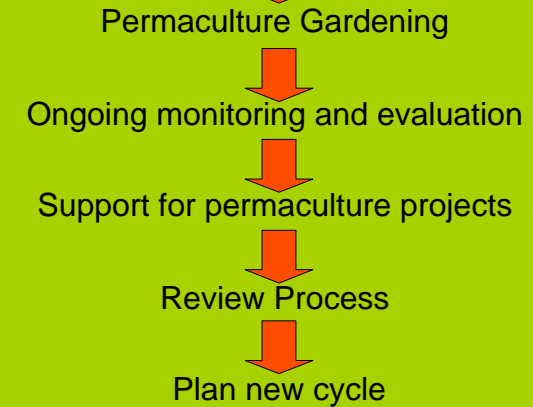 Permaculture Gardening
Ongoing monitoring and evaluation
Support for permaculture projects
Review Process
Plan new cycle